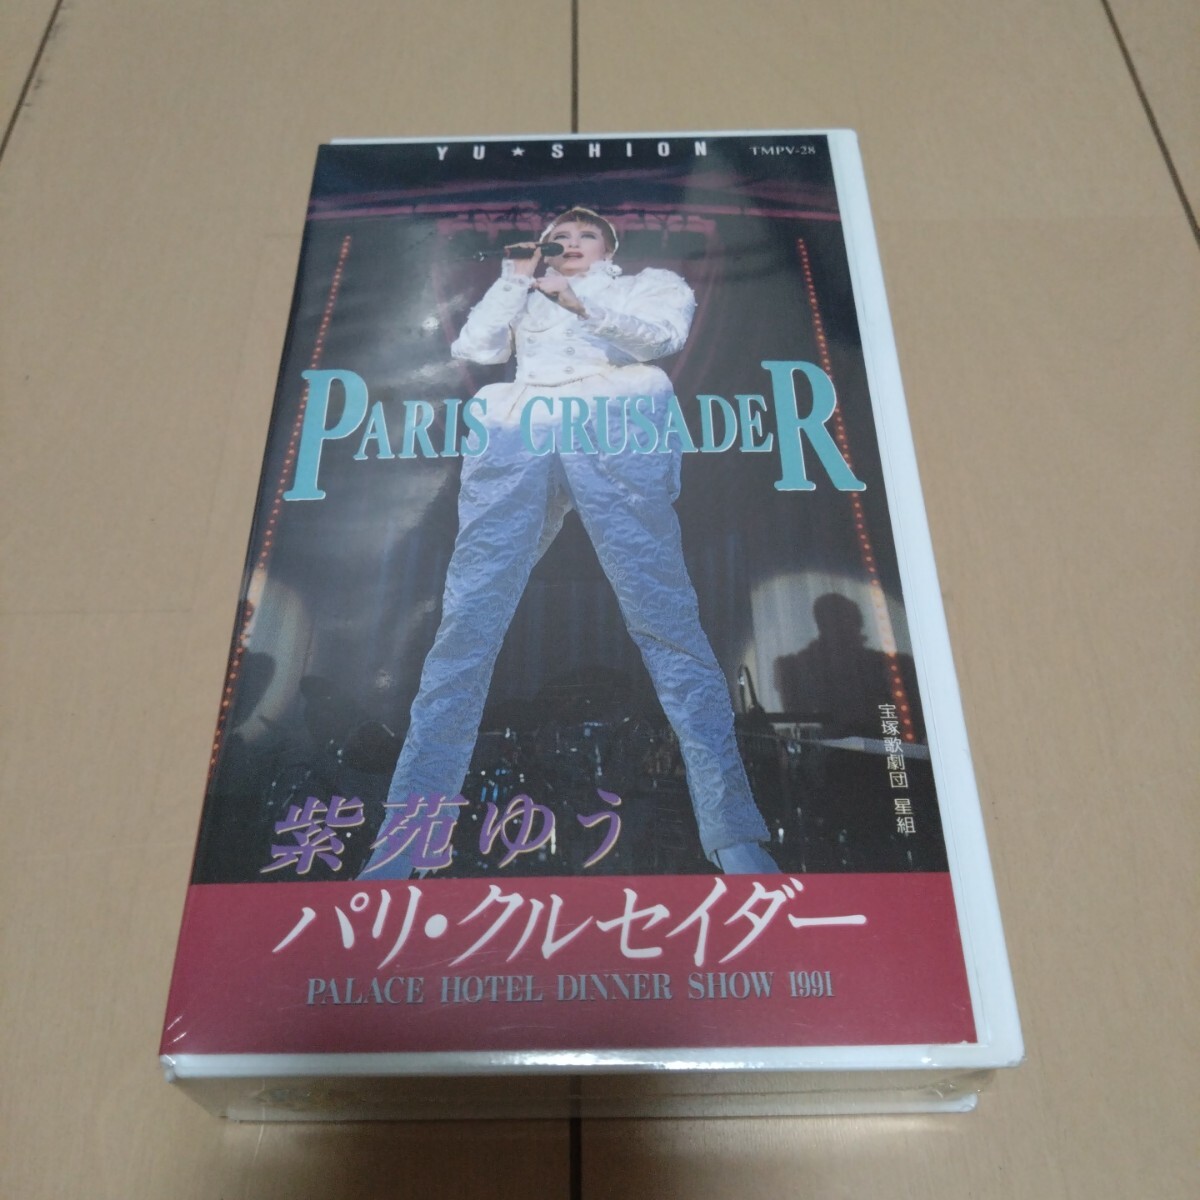 YU★SHION
TMPV-28
PARIS CRUSADER
宝塚歌劇団 星組
紫苑ゆう
パリ・クルセイダー
PALACE HOTEL DINNER SHOW 1991